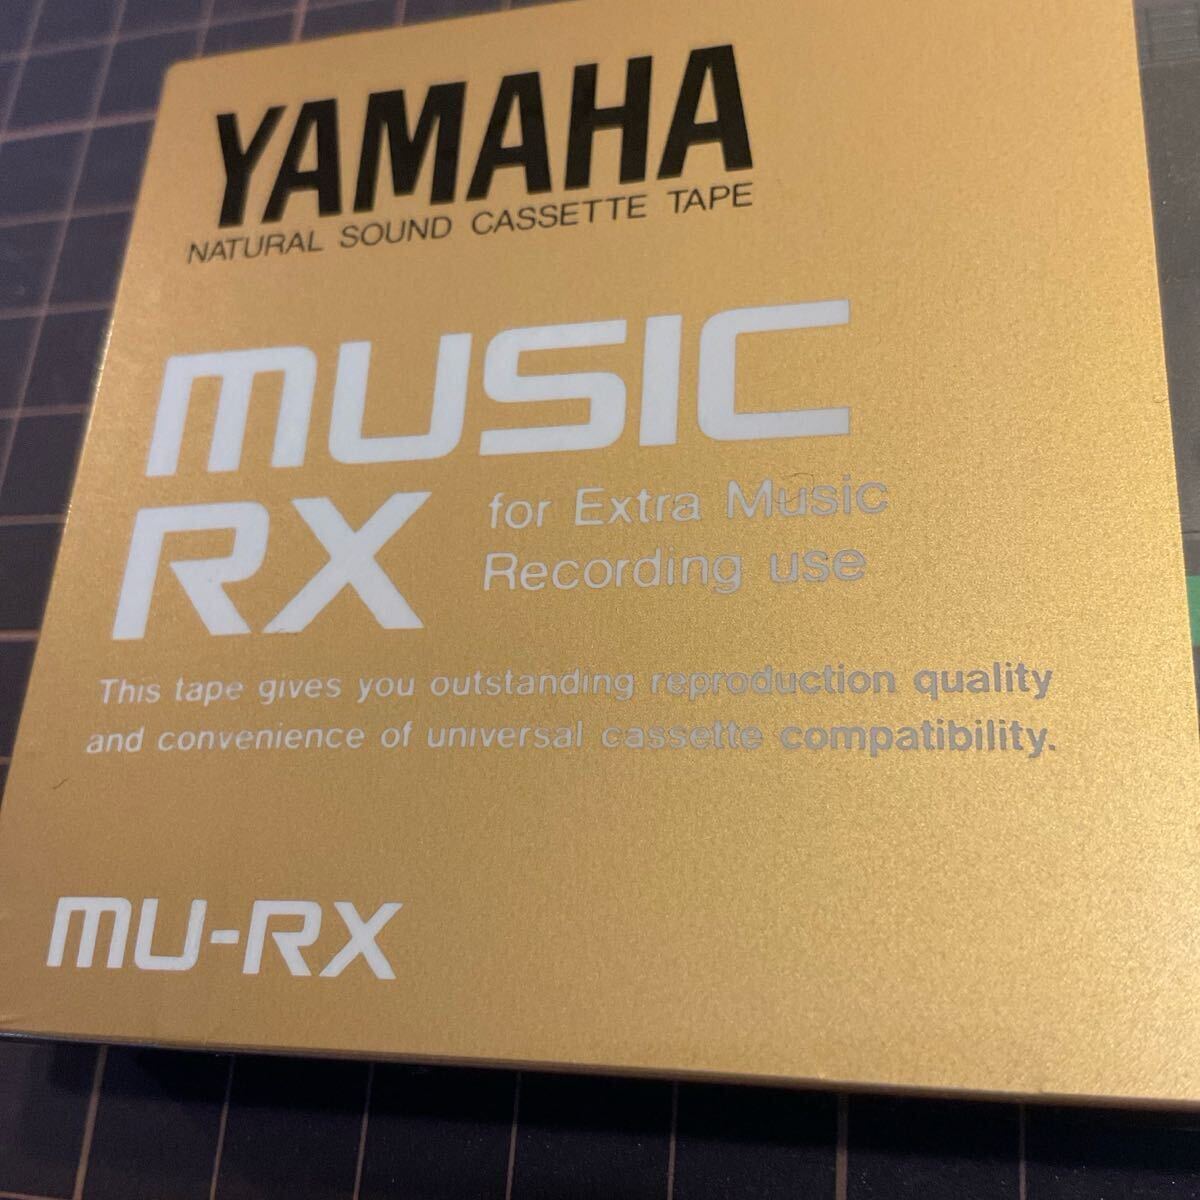 YAMAHA
NATURAL SOUND CASSETTE TAPE
MUSIC
RX
for Extra Music
Recording use
This tape gives you outstanding reproduction quality
and convenience of universal cassette compatibility.
MU-RX